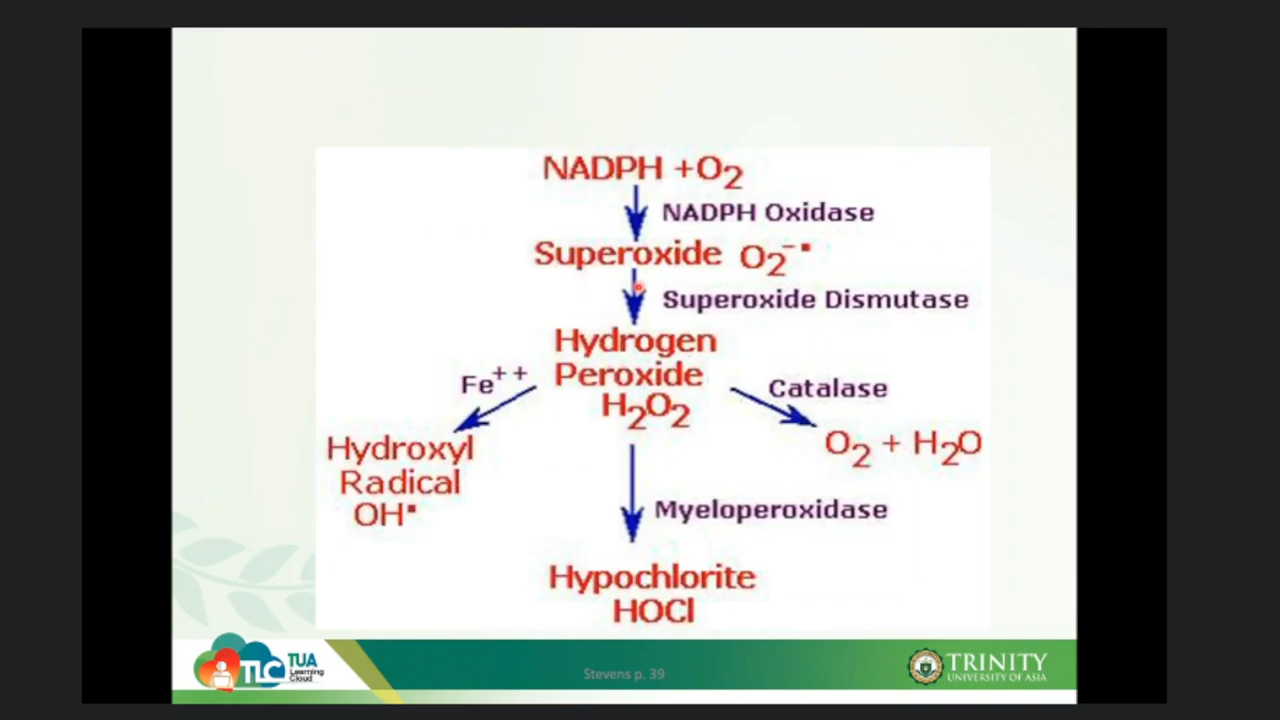 NADPH + O2
NADPH Oxidase
Superoxide O2⁻▪
Superoxide Dismutase
Hydrogen
Peroxide
H2O2
Fe++
Catalase
Hydroxyl
Radical
OH▪
O2 + H2O
Myeloperoxidase
Hypochlorite
HOCl
TLC TUA
Learning
Cloud
Stevens p. 39
TRINITY
UNIVERSITY OF ASIA